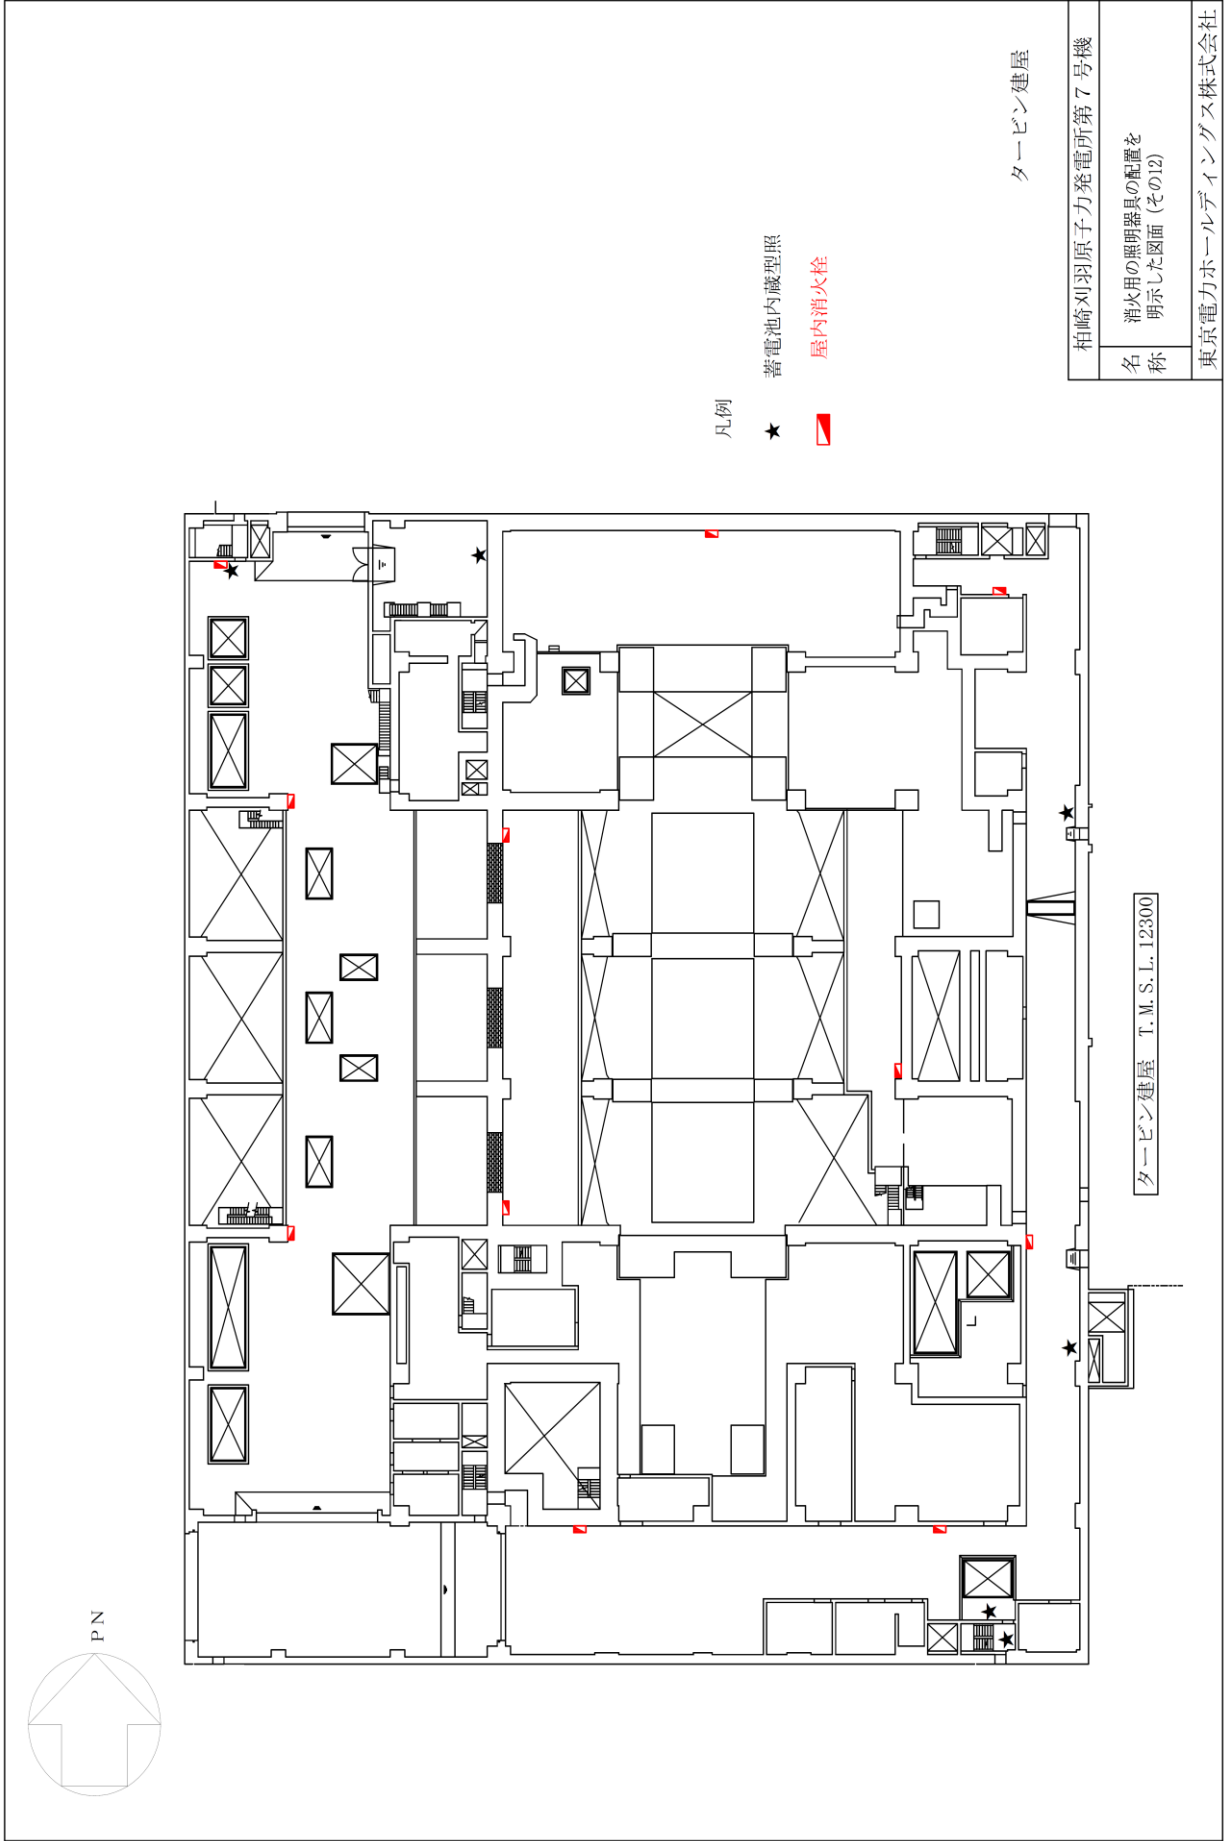 PN
タービン建屋 T.M.S.L.12300
凡例
★ 蓄電池内蔵型照
屋内消火栓
タービン建屋
柏崎刈羽原子力発電所第7号機
名称
消火用の照明器具の配置を
明示した図面（その12）
東京電力ホールディングス株式会社